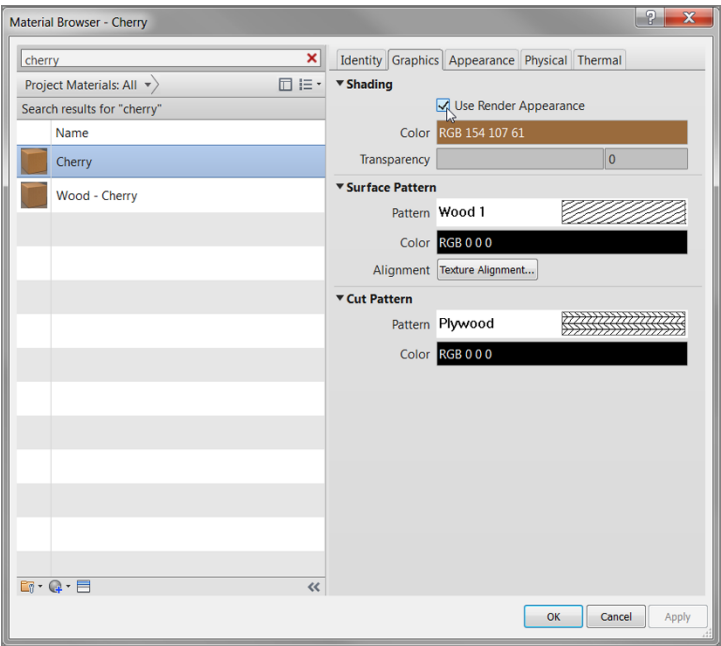 Material Browser - Cherry
cherry
Project Materials: All
Search results for "cherry"
Name
Cherry
Wood - Cherry
Identity Graphics Appearance Physical Thermal
Shading
Use Render Appearance
Color RGB 154 107 61
Transparency 0
Surface Pattern
Pattern Wood 1
Color RGB 0 0 0
Alignment Texture Alignment...
Cut Pattern
Pattern Plywood
Color RGB 0 0 0
OK Cancel Apply